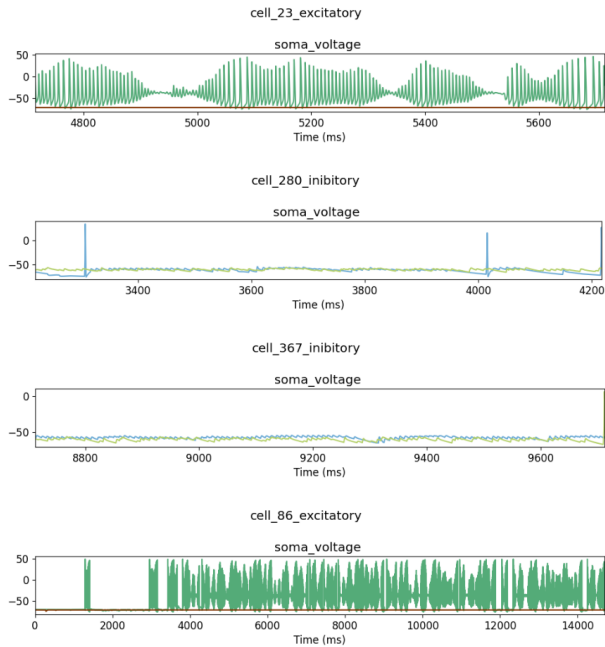 cell_23_excitatory
soma_voltage
50
0
−50
4800 5000 5200 5400 5600
Time (ms)
cell_280_inibitory
soma_voltage
0
−50
3400 3600 3800 4000 4200
Time (ms)
cell_367_inibitory
soma_voltage
0
−50
8800 9000 9200 9400 9600
Time (ms)
cell_86_excitatory
soma_voltage
50
0
−50
0 2000 4000 6000 8000 10000 12000 14000
Time (ms)